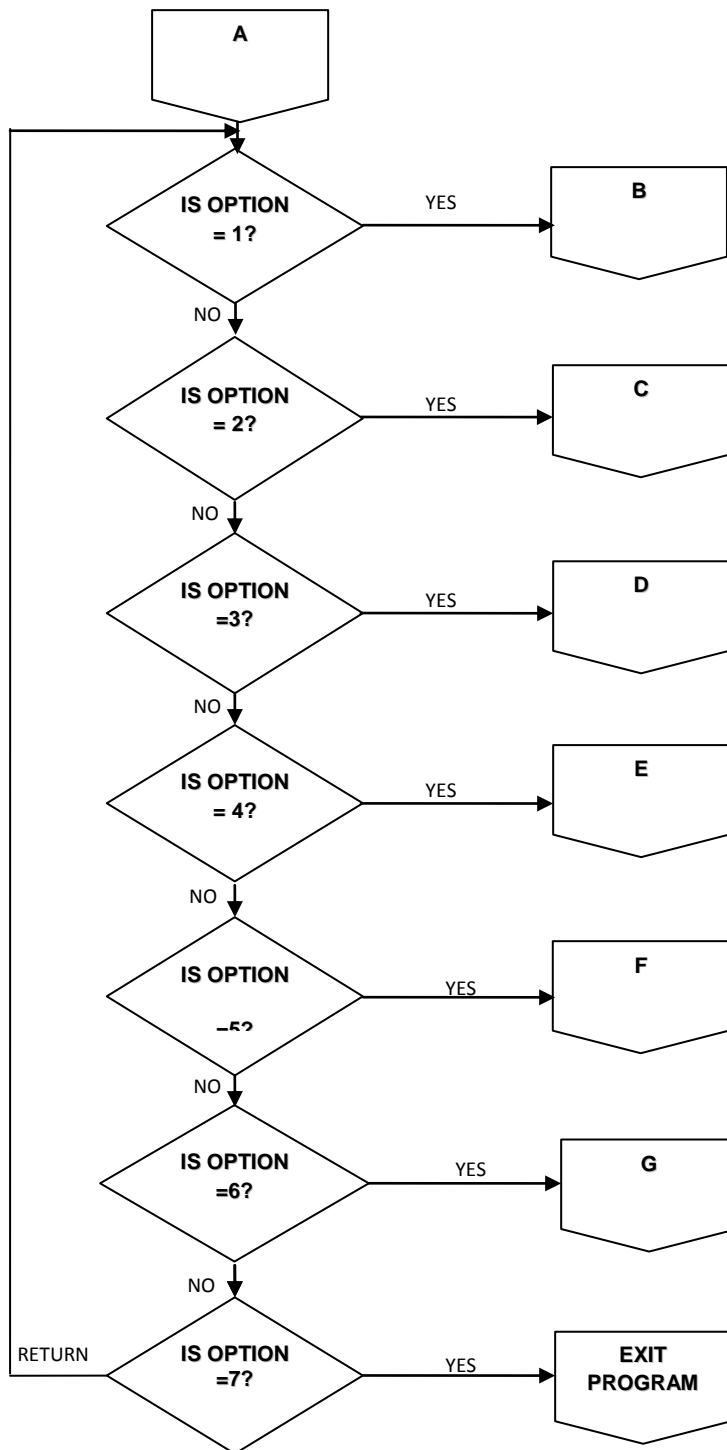 A
IS OPTION
= 1?
YES
B
NO
IS OPTION
= 2?
YES
C
NO
IS OPTION
=3?
YES
D
NO
IS OPTION
= 4?
YES
E
NO
IS OPTION
=5?
YES
F
NO
IS OPTION
=6?
YES
G
NO
RETURN
IS OPTION
=7?
YES
EXIT
PROGRAM